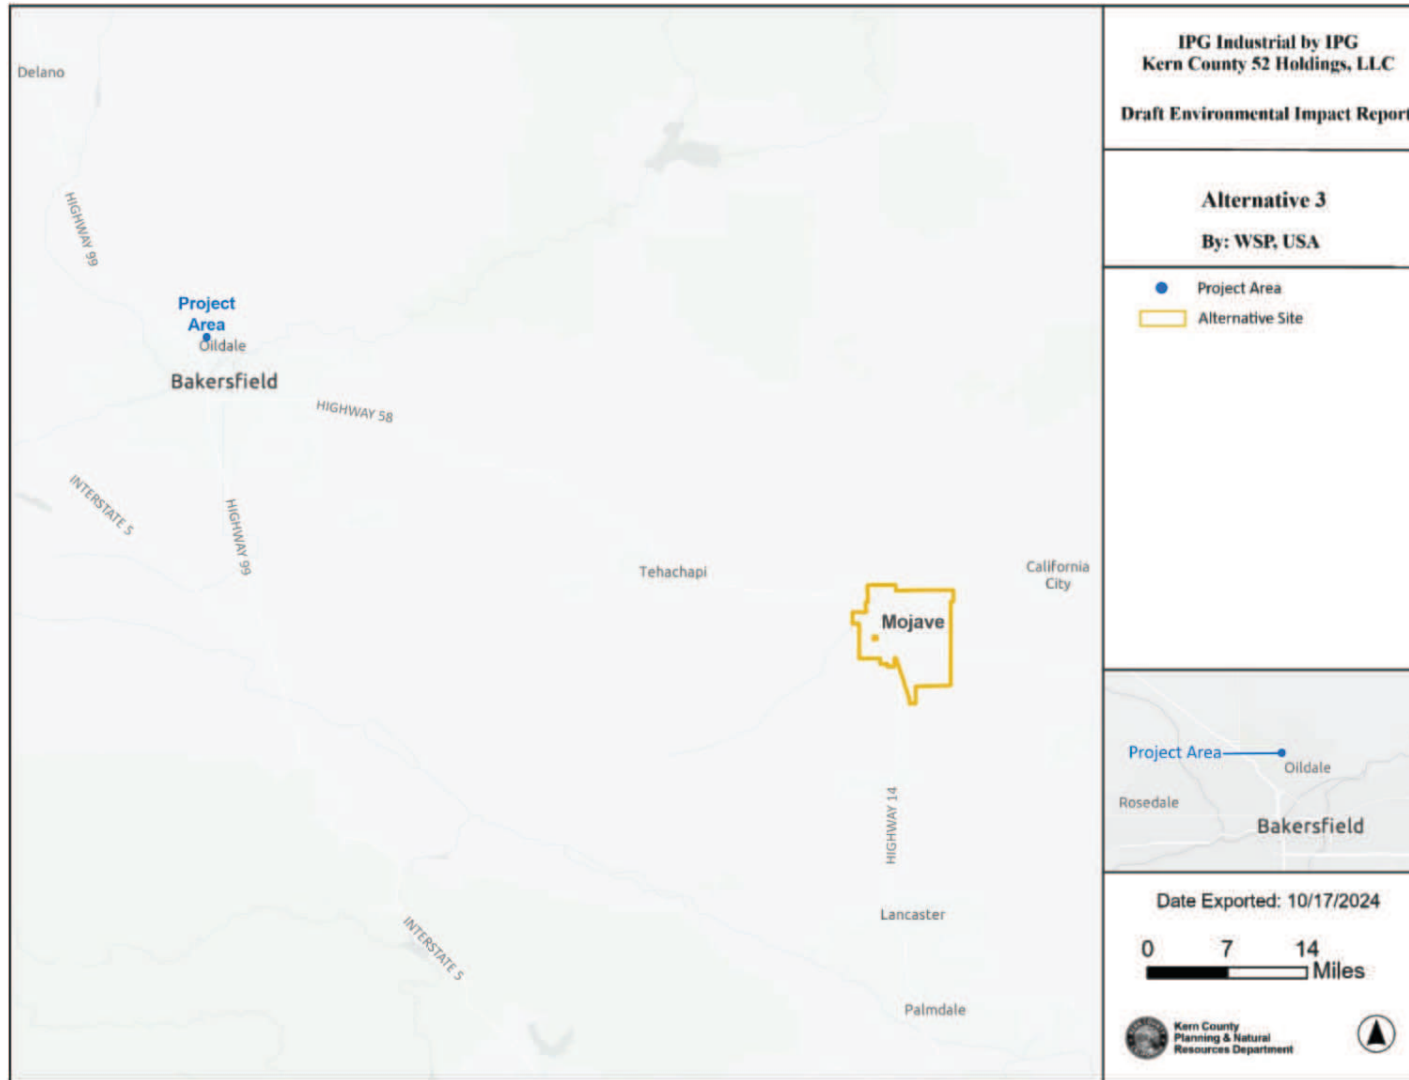 Delano
HIGHWAY 99
Project
Area
Oildale
Bakersfield
HIGHWAY 58
INTERSTATE 5
HIGHWAY 99
Tehachapi
California
City
Mojave
HIGHWAY 14
Lancaster
INTERSTATE 5
Palmdale
IPG Industrial by IPG
Kern County 52 Holdings, LLC
Draft Environmental Impact Report
Alternative 3
By: WSP, USA
Project Area
Alternative Site
Project Area
Oildale
Rosedale
Bakersfield
Date Exported: 10/17/2024
0 7 14
Miles
Kern County
Planning & Natural
Resources Department